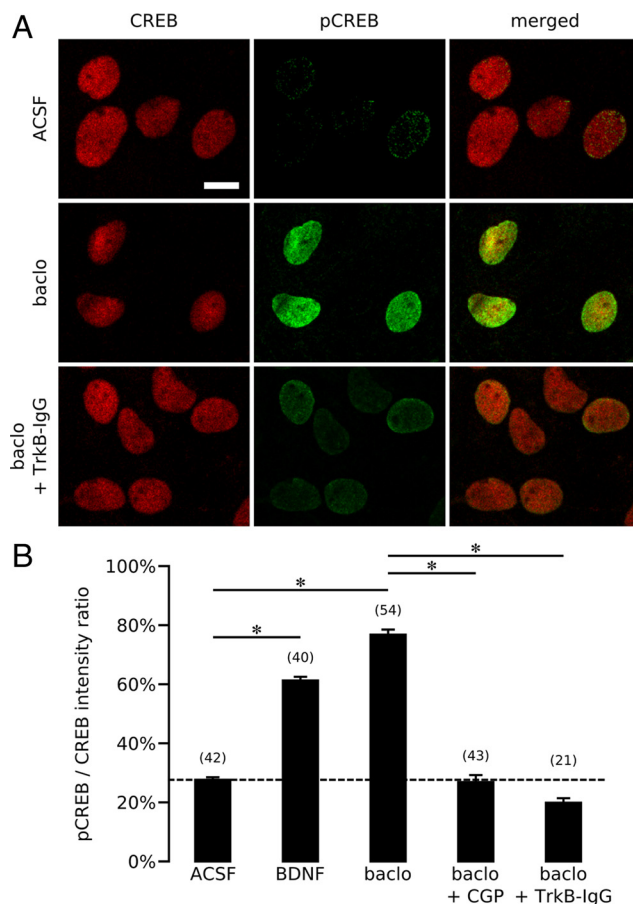 A
CREB pCREB merged
ACSF
baclo
baclo
+ TrkB-IgG
B
pCREB / CREB intensity ratio
100%
80%
60%
40%
20%
0%
*
*
*
*
(42)
(40)
(54)
(43)
(21)
ACSF BDNF baclo baclo baclo
+ CGP + TrkB-IgG